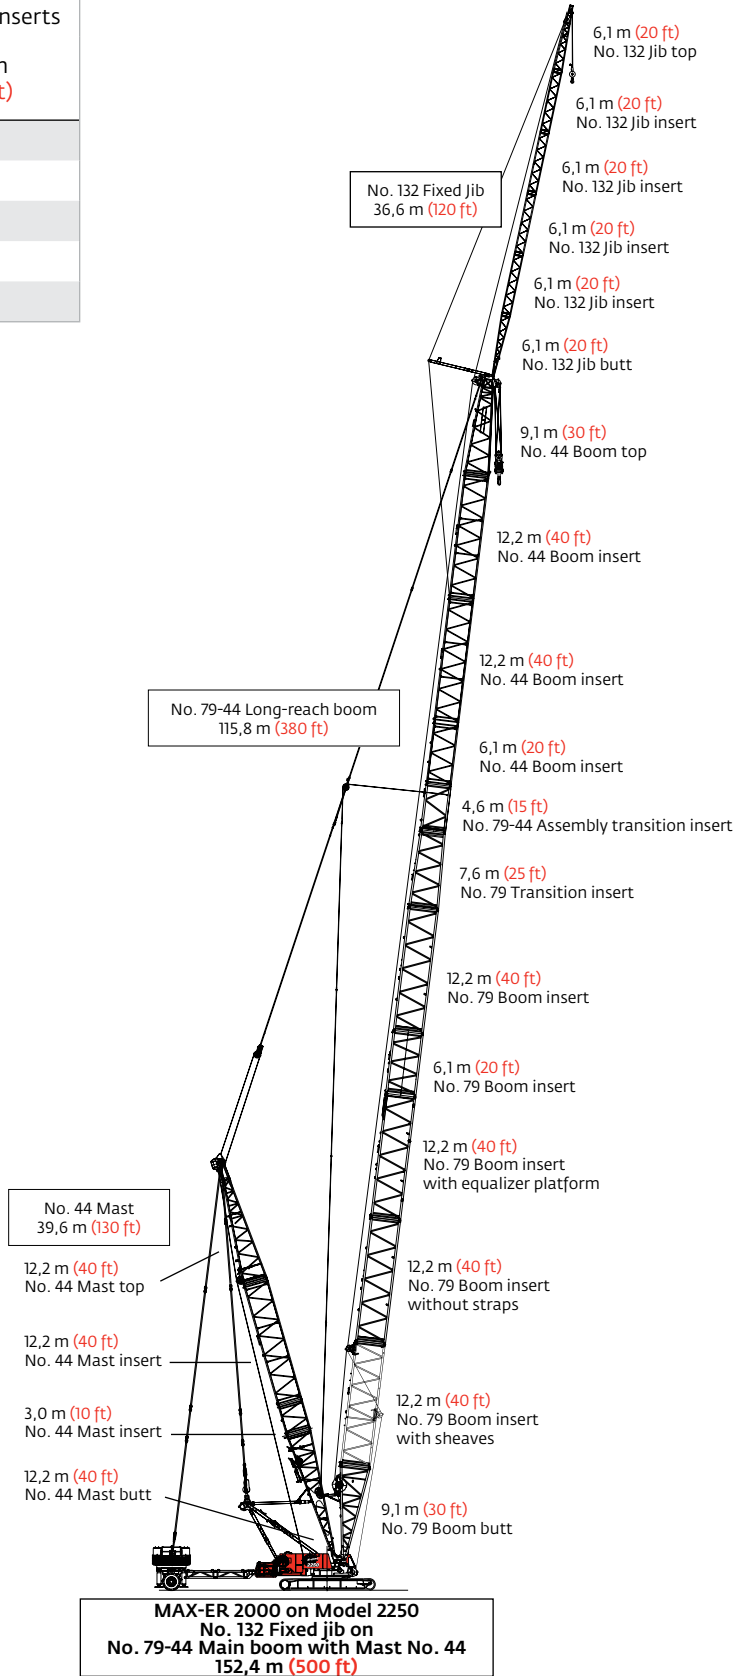 nserts
t)
6,1 m (20 ft)
No. 132 Jib top
6,1 m (20 ft)
No. 132 Jib insert
6,1 m (20 ft)
No. 132 Jib insert
No. 132 Fixed Jib
36,6 m (120 ft)
6,1 m (20 ft)
No. 132 Jib insert
6,1 m (20 ft)
No. 132 Jib insert
6,1 m (20 ft)
No. 132 Jib butt
9,1 m (30 ft)
No. 44 Boom top
12,2 m (40 ft)
No. 44 Boom insert
12,2 m (40 ft)
No. 44 Boom insert
No. 79-44 Long-reach boom
115,8 m (380 ft)
6,1 m (20 ft)
No. 44 Boom insert
4,6 m (15 ft)
No. 79-44 Assembly transition insert
7,6 m (25 ft)
No. 79 Transition insert
12,2 m (40 ft)
No. 79 Boom insert
6,1 m (20 ft)
No. 79 Boom insert
12,2 m (40 ft)
No. 79 Boom insert
with equalizer platform
No. 44 Mast
39,6 m (130 ft)
12,2 m (40 ft)
No. 44 Mast top
12,2 m (40 ft)
No. 79 Boom insert
without straps
12,2 m (40 ft)
No. 44 Mast insert
3,0 m (10 ft)
No. 44 Mast insert
12,2 m (40 ft)
No. 79 Boom insert
with sheaves
12,2 m (40 ft)
No. 44 Mast butt
9,1 m (30 ft)
No. 79 Boom butt
2250
MAX-ER 2000 on Model 2250
No. 132 Fixed jib on
No. 79-44 Main boom with Mast No. 44
152,4 m (500 ft)